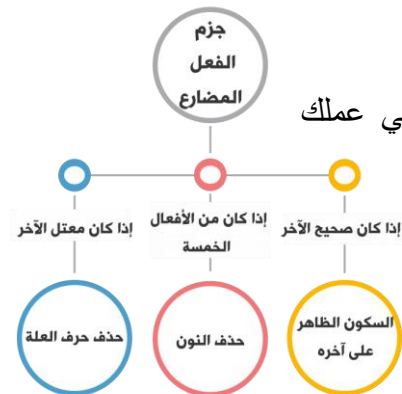 جزم
الفعل
المضارع
ي عملك
إذا كان صحيح الآخر
إذا كان من الأفعال
الخمسة
إذا كان معتل الآخر
السكون الظاهر
على آخره
حذف النون
حذف حرف العلة